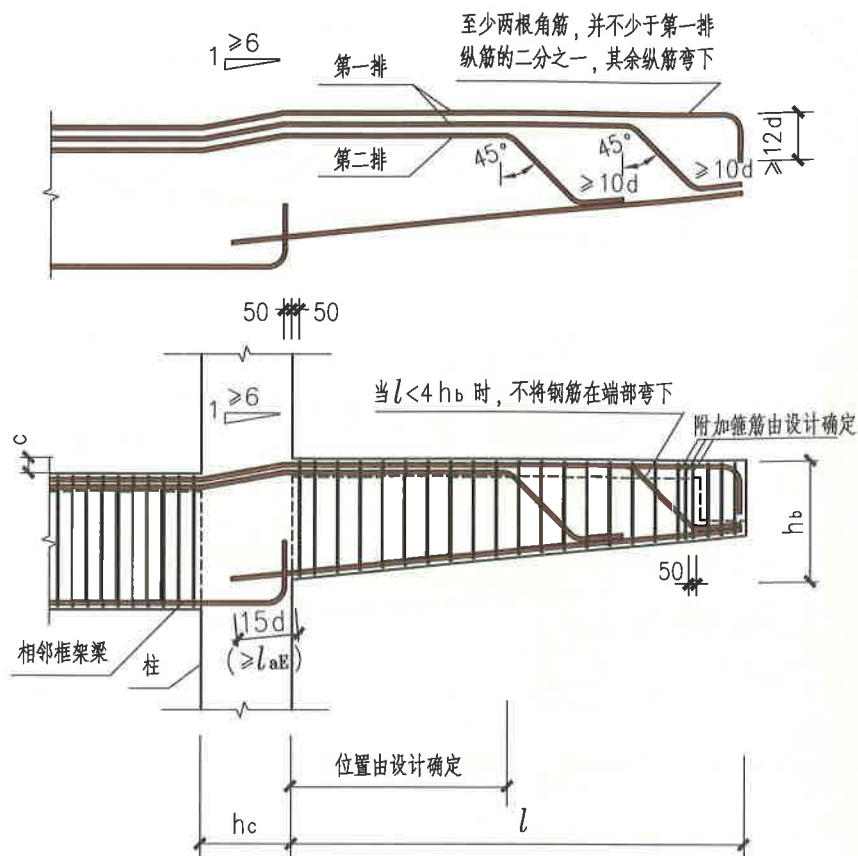 至少两根角筋，并不少于第一排
纵筋的二分之一，其余纵筋弯下
≥6
1
第一排
第二排
45°
45°
≥10d
≥10d
≥12d
50
50
≥6
1
当l<4hb时，不将钢筋在端部弯下
附加箍筋由设计确定
c
hb
50
15d
(≥laE)
相邻框架梁
柱
位置由设计确定
hc
l